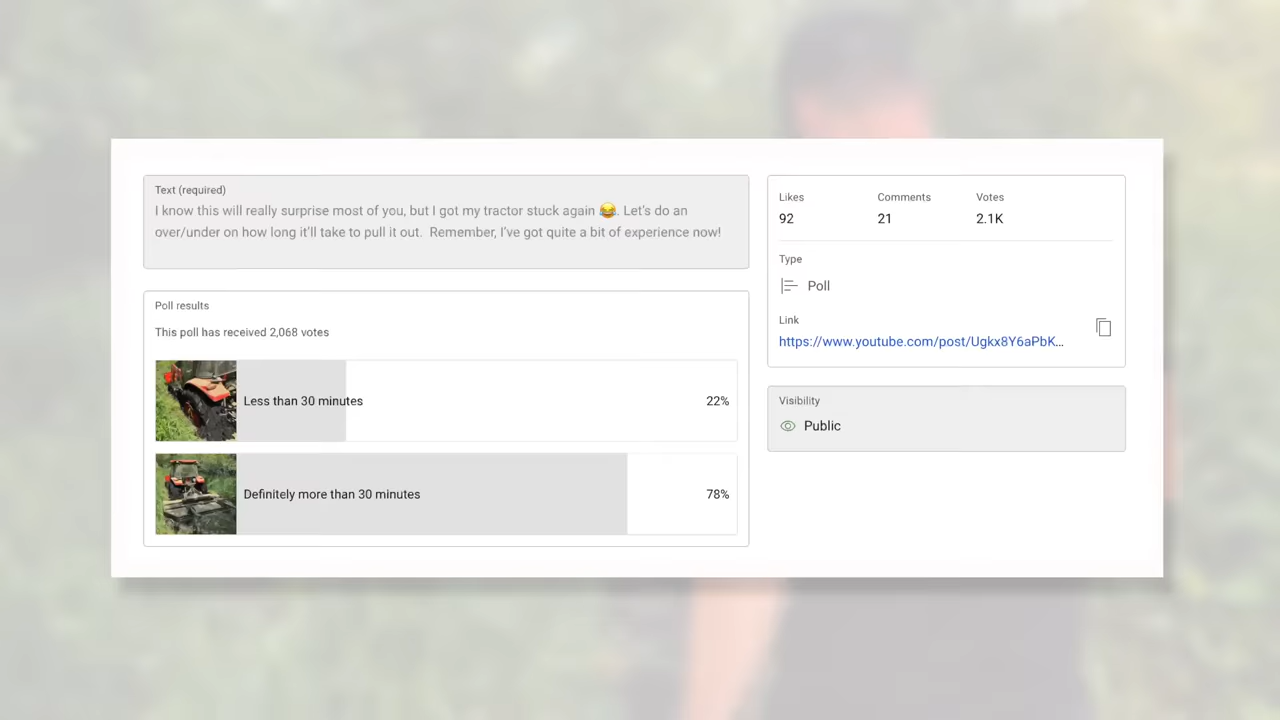 Text (required)
I know this will really surprise most of you, but I got my tractor stuck again 😂. Let's do an
over/under on how long it'll take to pull it out.  Remember, I've got quite a bit of experience now!
Poll results
This poll has received 2,068 votes
Less than 30 minutes 22%
Definitely more than 30 minutes 78%
Likes Comments Votes
92 21 2.1K
Type
Poll
Link
https://www.youtube.com/post/Ugkx8Y6aPbK...
Visibility
Public